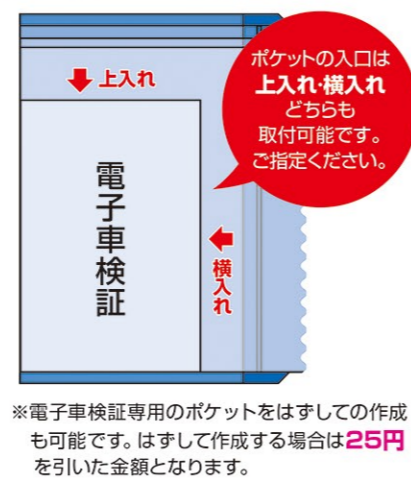 ポケットの入口は
上入れ・横入れ
どちらも
取付可能です。
ご指定ください。
上入れ
電子車検証
横入れ
※電子車検証専用のポケットをはずしての作成
も可能です。はずして作成する場合は25円
を引いた金額となります。